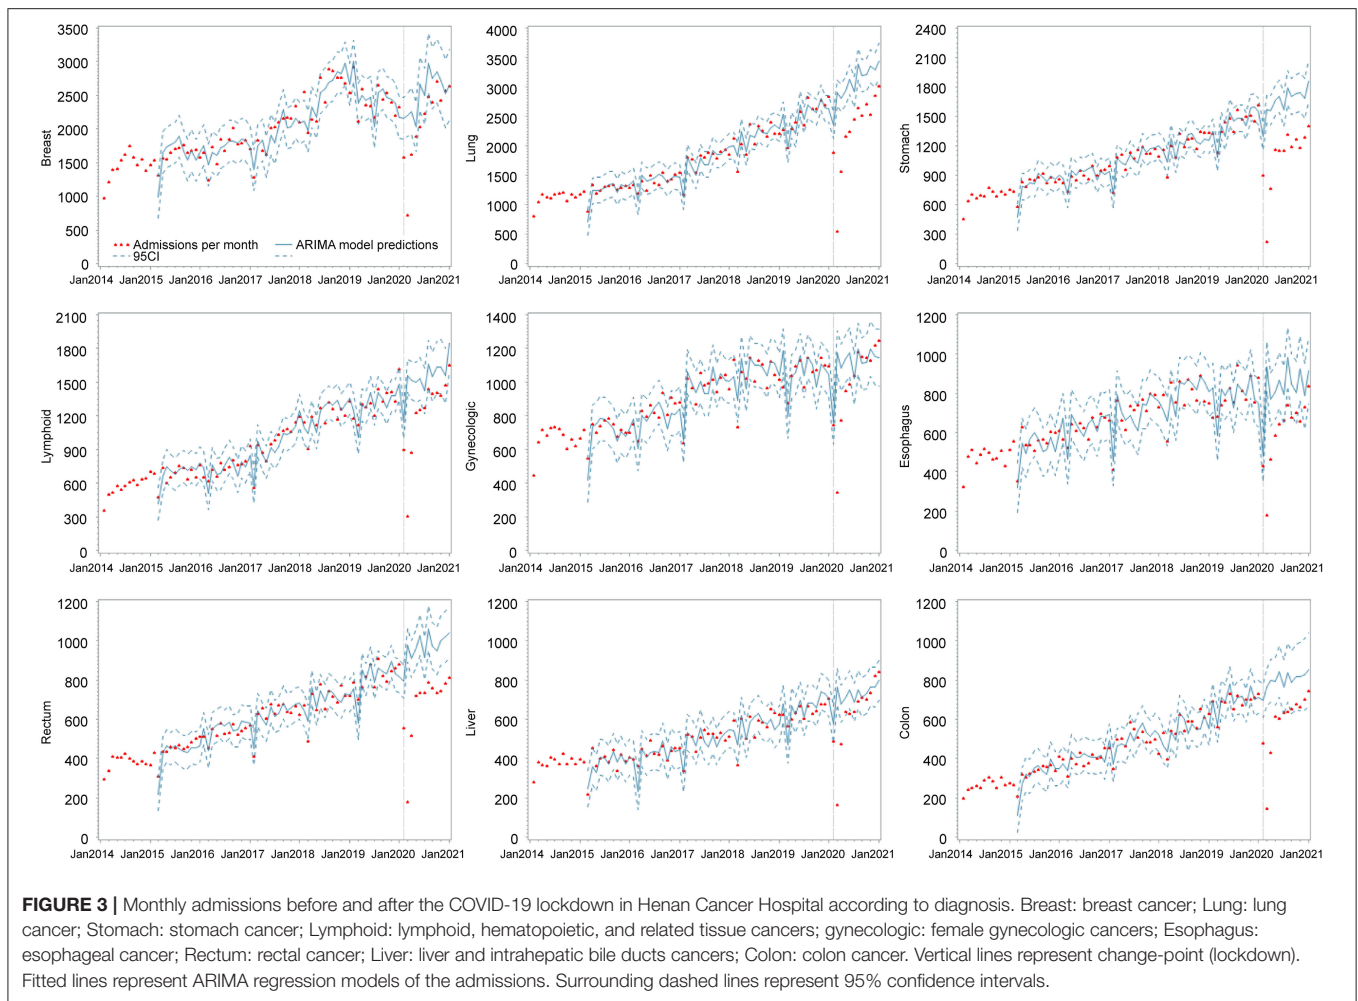 3500
3000
2500
2000
1500
1000
500
0
Breast
Admissions per month
ARIMA model predictions
95CI
Jan2014 Jan2015 Jan2016 Jan2017 Jan2018 Jan2019 Jan2020 Jan2021
4000
3500
3000
2500
2000
1500
1000
500
0
Lung
Jan2014 Jan2015 Jan2016 Jan2017 Jan2018 Jan2019 Jan2020 Jan2021
2400
2100
1800
1500
1200
900
600
300
0
Stomach
Jan2014 Jan2015 Jan2016 Jan2017 Jan2018 Jan2019 Jan2020 Jan2021
2100
1800
1500
1200
900
600
300
0
Lymphoid
Jan2014 Jan2015 Jan2016 Jan2017 Jan2018 Jan2019 Jan2020 Jan2021
1400
1200
1000
800
600
400
200
0
Gynecologic
Jan2014 Jan2015 Jan2016 Jan2017 Jan2018 Jan2019 Jan2020 Jan2021
1200
1000
800
600
400
200
0
Esophagus
Jan2014 Jan2015 Jan2016 Jan2017 Jan2018 Jan2019 Jan2020 Jan2021
1200
1000
800
600
400
200
0
Rectum
Jan2014 Jan2015 Jan2016 Jan2017 Jan2018 Jan2019 Jan2020 Jan2021
1200
1000
800
600
400
200
0
Liver
Jan2014 Jan2015 Jan2016 Jan2017 Jan2018 Jan2019 Jan2020 Jan2021
1200
1000
800
600
400
200
0
Colon
Jan2014 Jan2015 Jan2016 Jan2017 Jan2018 Jan2019 Jan2020 Jan2021
FIGURE 3 | Monthly admissions before and after the COVID-19 lockdown in Henan Cancer Hospital according to diagnosis. Breast: breast cancer; Lung: lung
cancer; Stomach: stomach cancer; Lymphoid: lymphoid, hematopoietic, and related tissue cancers; gynecologic: female gynecologic cancers; Esophagus:
esophageal cancer; Rectum: rectal cancer; Liver: liver and intrahepatic bile ducts cancers; Colon: colon cancer. Vertical lines represent change-point (lockdown).
Fitted lines represent ARIMA regression models of the admissions. Surrounding dashed lines represent 95% confidence intervals.